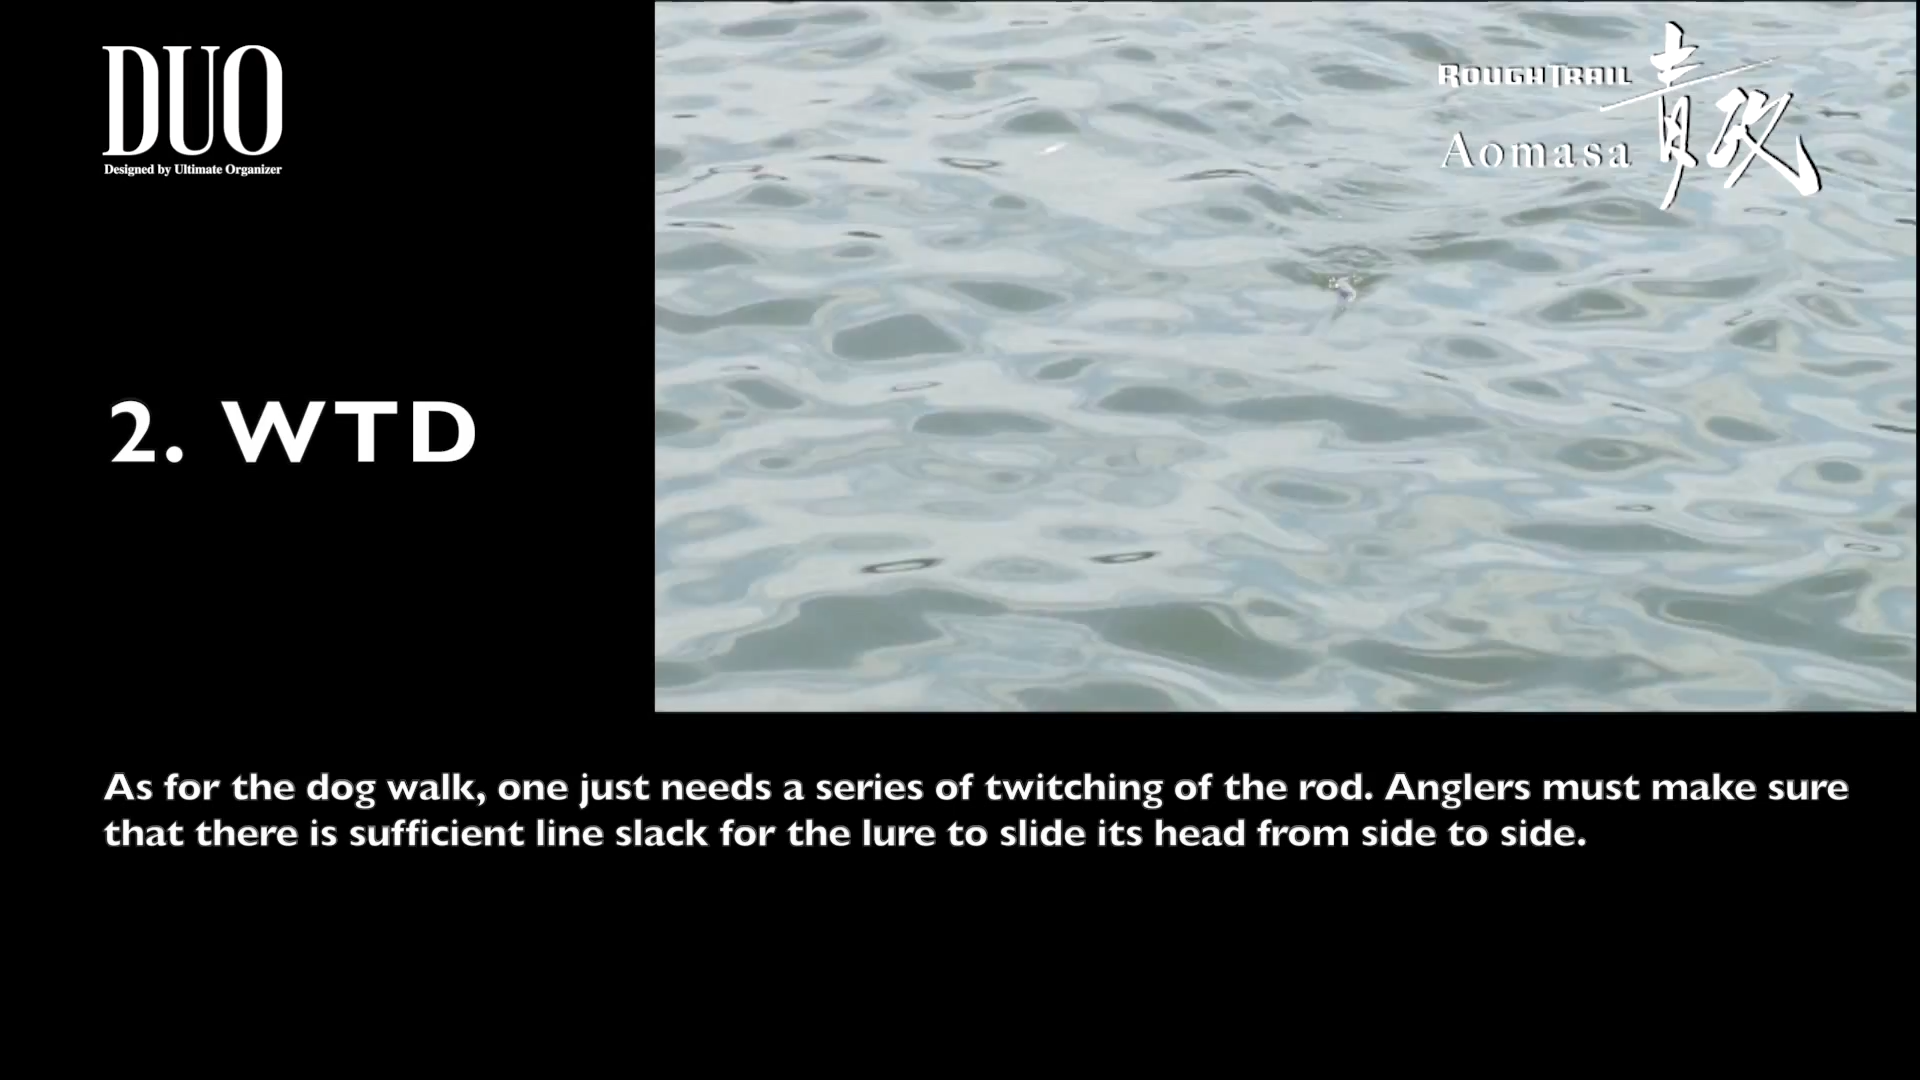 DUO
Designed by Ultimate Organizer
ROUGH TRAIL
Aomasa
青政
2. WTD
As for the dog walk, one just needs a series of twitching of the rod. Anglers must make sure
that there is sufficient line slack for the lure to slide its head from side to side.